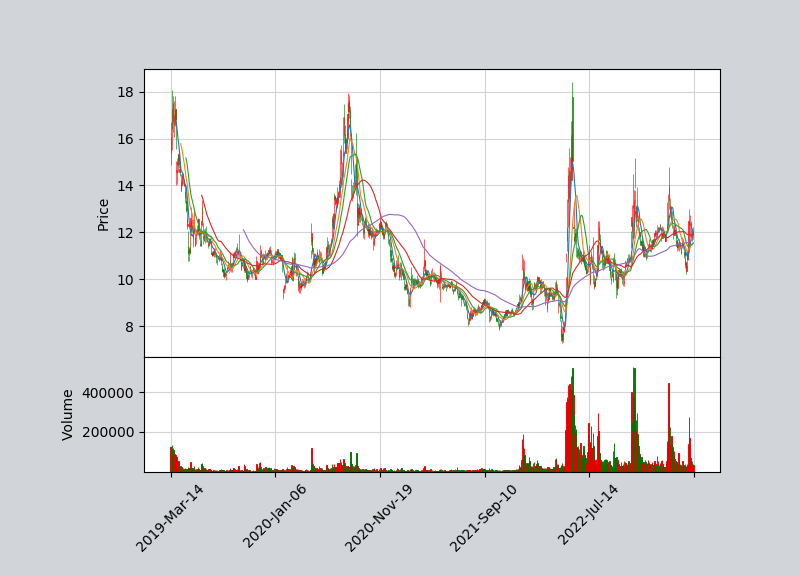 18
16
14
12
10
8
Price
400000
200000
Volume
2019-Mar-14
2020-Jan-06
2020-Nov-19
2021-Sep-10
2022-Jul-14